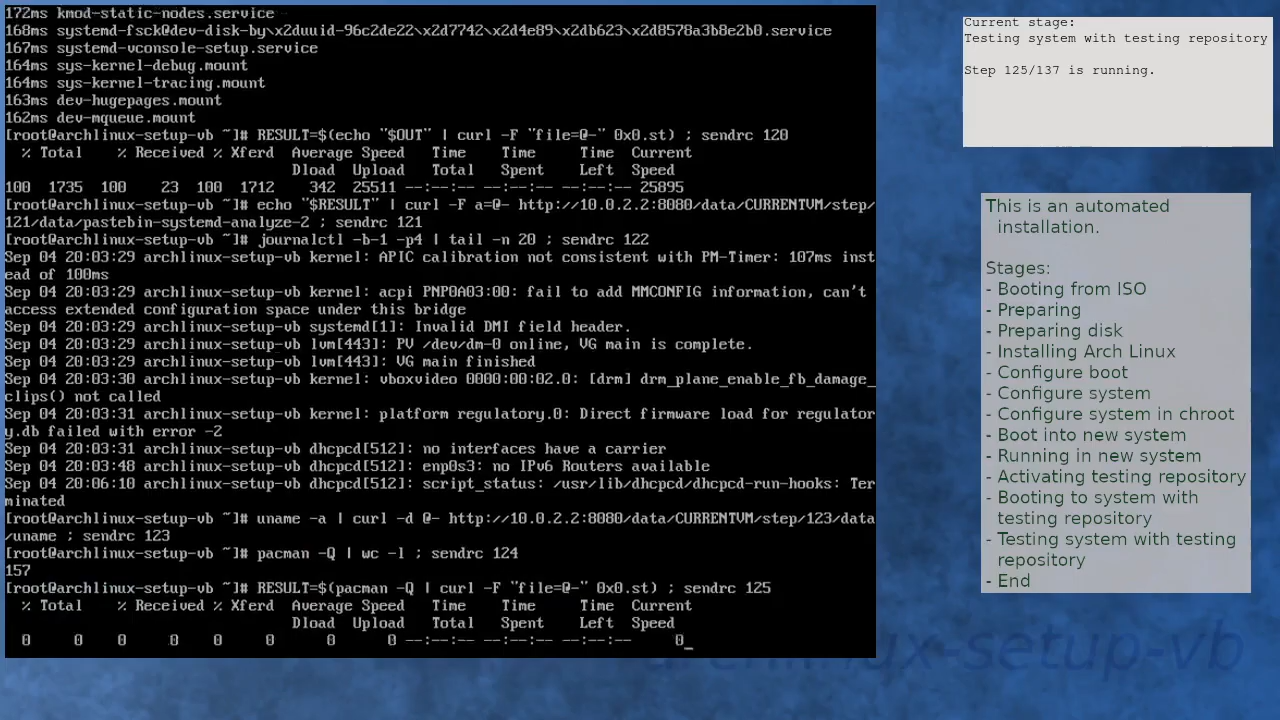 172ms kmod-static-nodes.service
168ms systemd-fsck@dev-disk-by\x2duuid-96c2de22\x2d7742\x2d4e89\x2db623\x2d8578a3b8e2b0.service
167ms systemd-vconsole-setup.service
164ms sys-kernel-debug.mount
164ms sys-kernel-tracing.mount
163ms dev-hugepages.mount
162ms dev-mqueue.mount
[root@archlinux-setup-vb ~]# RESULT=$(echo "$OUT" | curl -F "file=@-" 0x0.st) ; sendrc 120
  % Total    % Received % Xferd  Average Speed   Time    Time     Time  Current
                                 Dload  Upload   Total   Spent    Left  Speed
100  1735  100    23  100  1712    342  25511 --:--:-- --:--:-- --:--:-- 25895
[root@archlinux-setup-vb ~]# echo "$RESULT" | curl -F a=@- http://10.0.2.2:8080/data/CURRENTVM/step/
121/data/pastebin-systemd-analyze-2 ; sendrc 121
[root@archlinux-setup-vb ~]# journalctl -b-1 -p4 | tail -n 20 ; sendrc 122
Sep 04 20:03:29 archlinux-setup-vb kernel: APIC calibration not consistent with PM-Timer: 107ms inst
ead of 100ms
Sep 04 20:03:29 archlinux-setup-vb kernel: acpi PNP0A03:00: fail to add MMCONFIG information, can't
access extended configuration space under this bridge
Sep 04 20:03:29 archlinux-setup-vb systemd[1]: Invalid DMI field header.
Sep 04 20:03:29 archlinux-setup-vb lvm[443]: PV /dev/dm-0 online, VG main is complete.
Sep 04 20:03:29 archlinux-setup-vb lvm[443]: VG main finished
Sep 04 20:03:30 archlinux-setup-vb kernel: vboxvideo 0000:00:02.0: [drm] drm_plane_enable_fb_damage_
clips() not called
Sep 04 20:03:31 archlinux-setup-vb kernel: platform regulatory.0: Direct firmware load for regulator
y.db failed with error -2
Sep 04 20:03:31 archlinux-setup-vb dhcpcd[512]: no interfaces have a carrier
Sep 04 20:03:48 archlinux-setup-vb dhcpcd[512]: enp0s3: no IPv6 Routers available
Sep 04 20:06:10 archlinux-setup-vb dhcpcd[512]: script_status: /usr/lib/dhcpcd/dhcpcd-run-hooks: Ter
minated
[root@archlinux-setup-vb ~]# uname -a | curl -d @- http://10.0.2.2:8080/data/CURRENTVM/step/123/data
/uname ; sendrc 123
[root@archlinux-setup-vb ~]# pacman -Q | wc -l ; sendrc 124
157
[root@archlinux-setup-vb ~]# RESULT=$(pacman -Q | curl -F "file=@-" 0x0.st) ; sendrc 125
  % Total    % Received % Xferd  Average Speed   Time    Time     Time  Current
                                 Dload  Upload   Total   Spent    Left  Speed
  0     0    0     0    0     0      0      0 --:--:-- --:--:-- --:--:--     0_
Current stage:
Testing system with testing repository
Step 125/137 is running.
This is an automated
installation.
Stages:
- Booting from ISO
- Preparing
- Preparing disk
- Installing Arch Linux
- Configure boot
- Configure system
- Configure system in chroot
- Boot into new system
- Running in new system
- Activating testing repository
- Booting to system with
testing repository
- Testing system with testing
repository
- End
archlinux-setup-vb